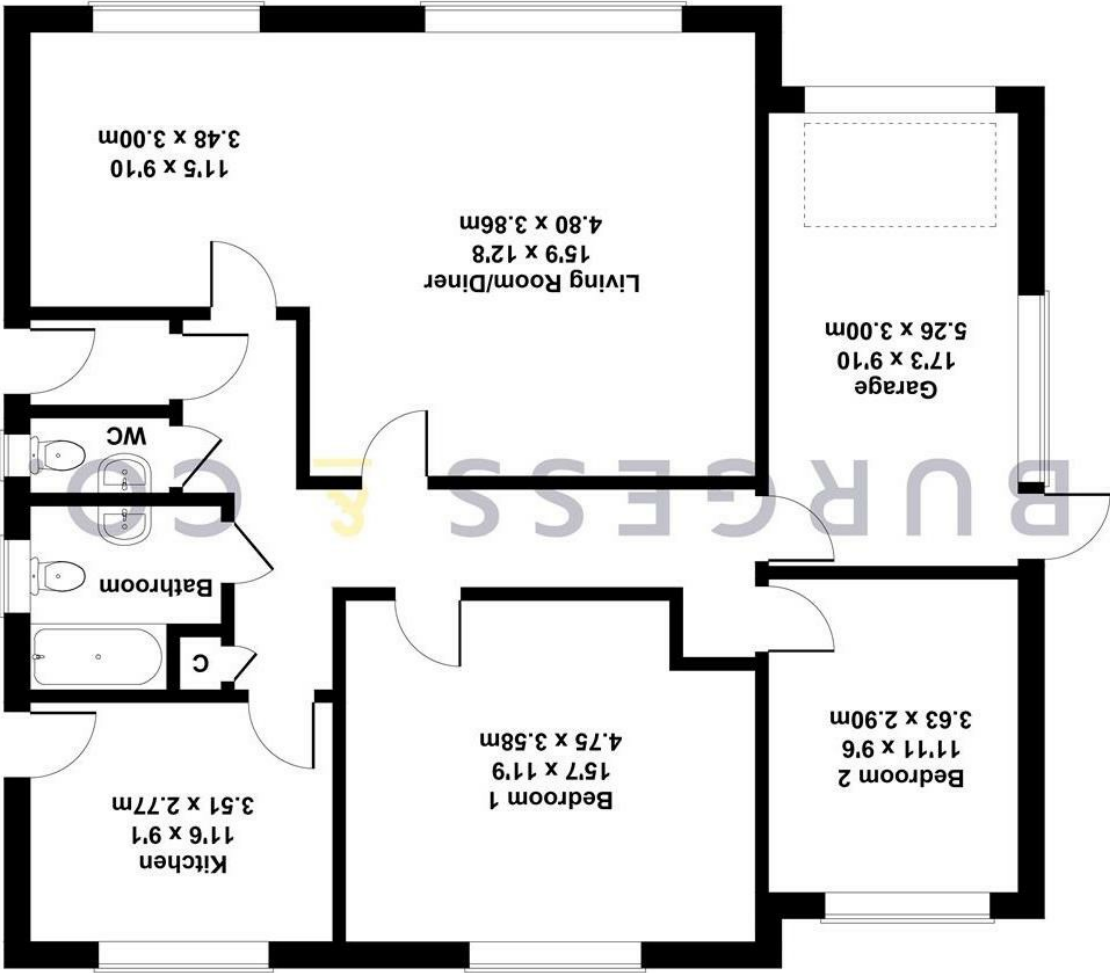 Kitchen
11'6 x 9'1
3.51 x 2.77m
Bedroom 1
15'7 x 11'9
4.75 x 3.58m
Bedroom 2
11'11 x 9'6
3.63 x 2.90m
C
Bathroom
BURGESS & CO
WC
Garage
17'3 x 9'10
5.26 x 3.00m
Living Room/Diner
15'9 x 12'8
4.80 x 3.86m
11'5 x 9'10
3.48 x 3.00m